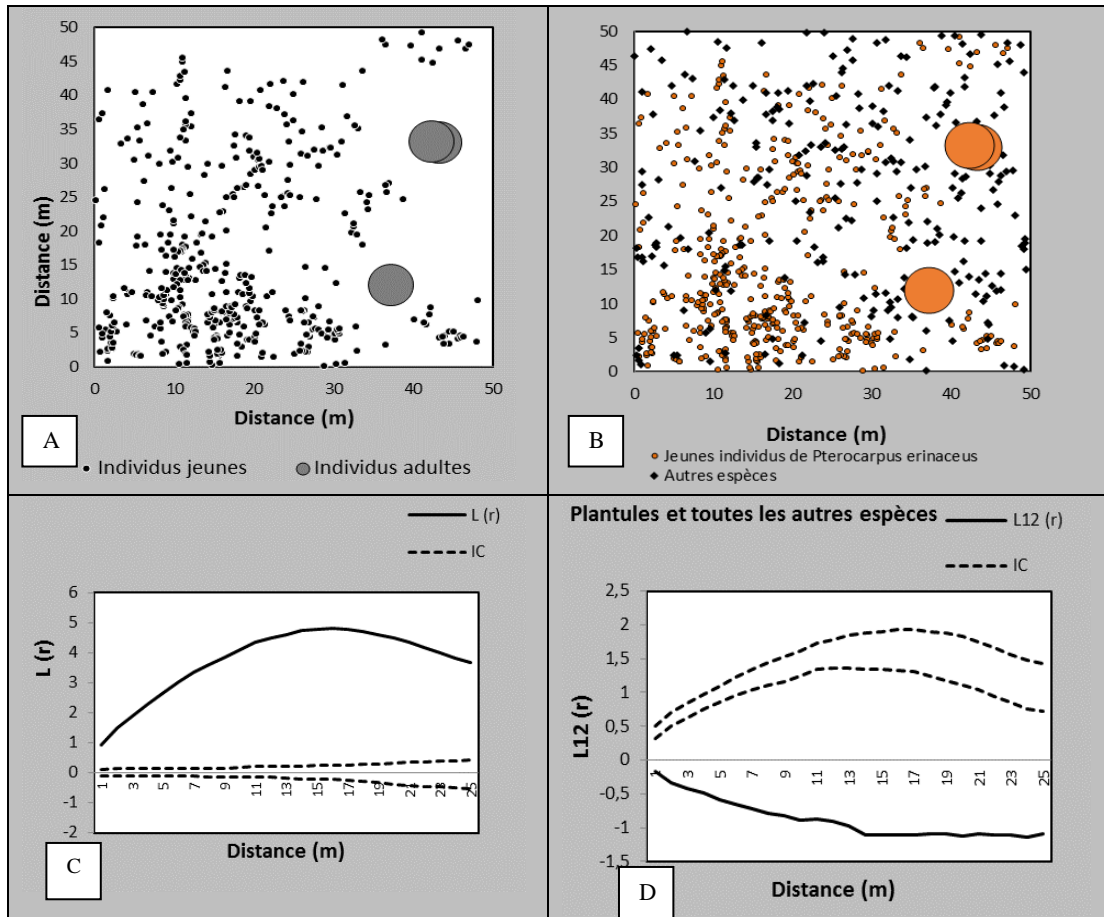 50
45
40
35
30
25
20
15
10
5
0
Distance (m)
0 10 20 30 40 50
Distance (m)
A
Individus jeunes Individus adultes
50
45
40
35
30
25
20
15
10
5
0
Distance (m)
0 10 20 30 40 50
Distance (m)
B
Jeunes individus de Pterocarpus erinaceus
Autres espèces
L (r)
IC
6
5
4
3
2
1
0
-1
-2
L (r)
1 3 5 7 9 11 13 15 17 19 21 23 25
Distance (m)
C
Plantules et toutes les autres espèces
L12 (r)
IC
2,5
2
1,5
1
0,5
0
-0,5
-1
-1,5
L12 (r)
1 3 5 7 9 11 13 15 17 19 21 23 25
Distance (m)
D